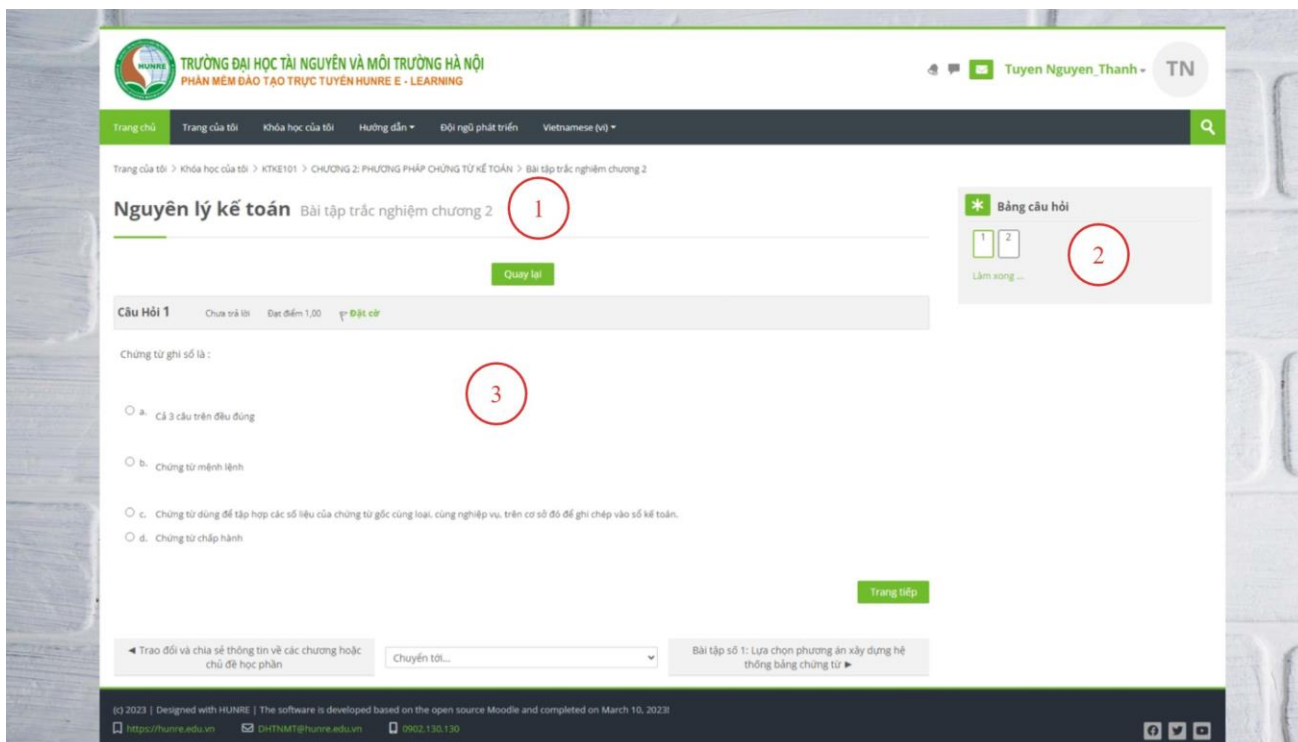 HUNRE
TRƯỜNG ĐẠI HỌC TÀI NGUYÊN VÀ MÔI TRƯỜNG HÀ NỘI
PHẦN MỀM ĐÀO TẠO TRỰC TUYẾN HUNRE E - LEARNING
Tuyen Nguyen_Thanh
TN
Trang chủ Trang của tôi Khóa học của tôi Hướng dẫn Đội ngũ phát triển Vietnamese (vi)
Trang của tôi > Khóa học của tôi > KTKE101 > CHƯƠNG 2: PHƯƠNG PHÁP CHỨNG TỪ KẾ TOÁN > Bài tập trắc nghiệm chương 2
Nguyên lý kế toán Bài tập trắc nghiệm chương 2
1
Quay lại
Câu Hỏi 1 Chưa trả lời Đạt điểm 1,00 Đặt cờ
Chứng từ ghi sổ là :
3
a. Cả 3 câu trên đều đúng
b. Chứng từ mệnh lệnh
c. Chứng từ dùng để tập hợp các số liệu của chứng từ gốc cùng loại, cùng nghiệp vụ, trên cơ sở đó để ghi chép vào sổ kế toán.
d. Chứng từ chấp hành
Trang tiếp
Bảng câu hỏi
1 2
2
Làm xong ...
◄ Trao đổi và chia sẻ thông tin về các chương hoặc
chủ đề học phần
Chuyển tới...
Bài tập số 1: Lựa chọn phương án xây dựng hệ
thống bảng chứng từ ►
(c) 2023 | Designed with HUNRE | The software is developed based on the open source Moodle and completed on March 10, 2023!
https://hunre.edu.vn DHTNMT@hunre.edu.vn 0902.130.130